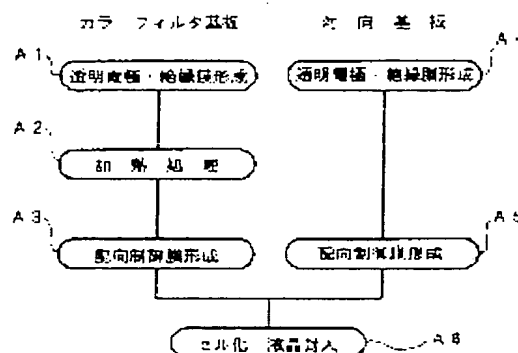 カラーフィルタ基板 対向基板
A1 透明電極・絶縁膜形成 透明電極・絶縁膜形成 A4
A2 加熱処理
A3 配向制御膜形成 配向制御膜形成 A5
セル化 液晶封入 A6